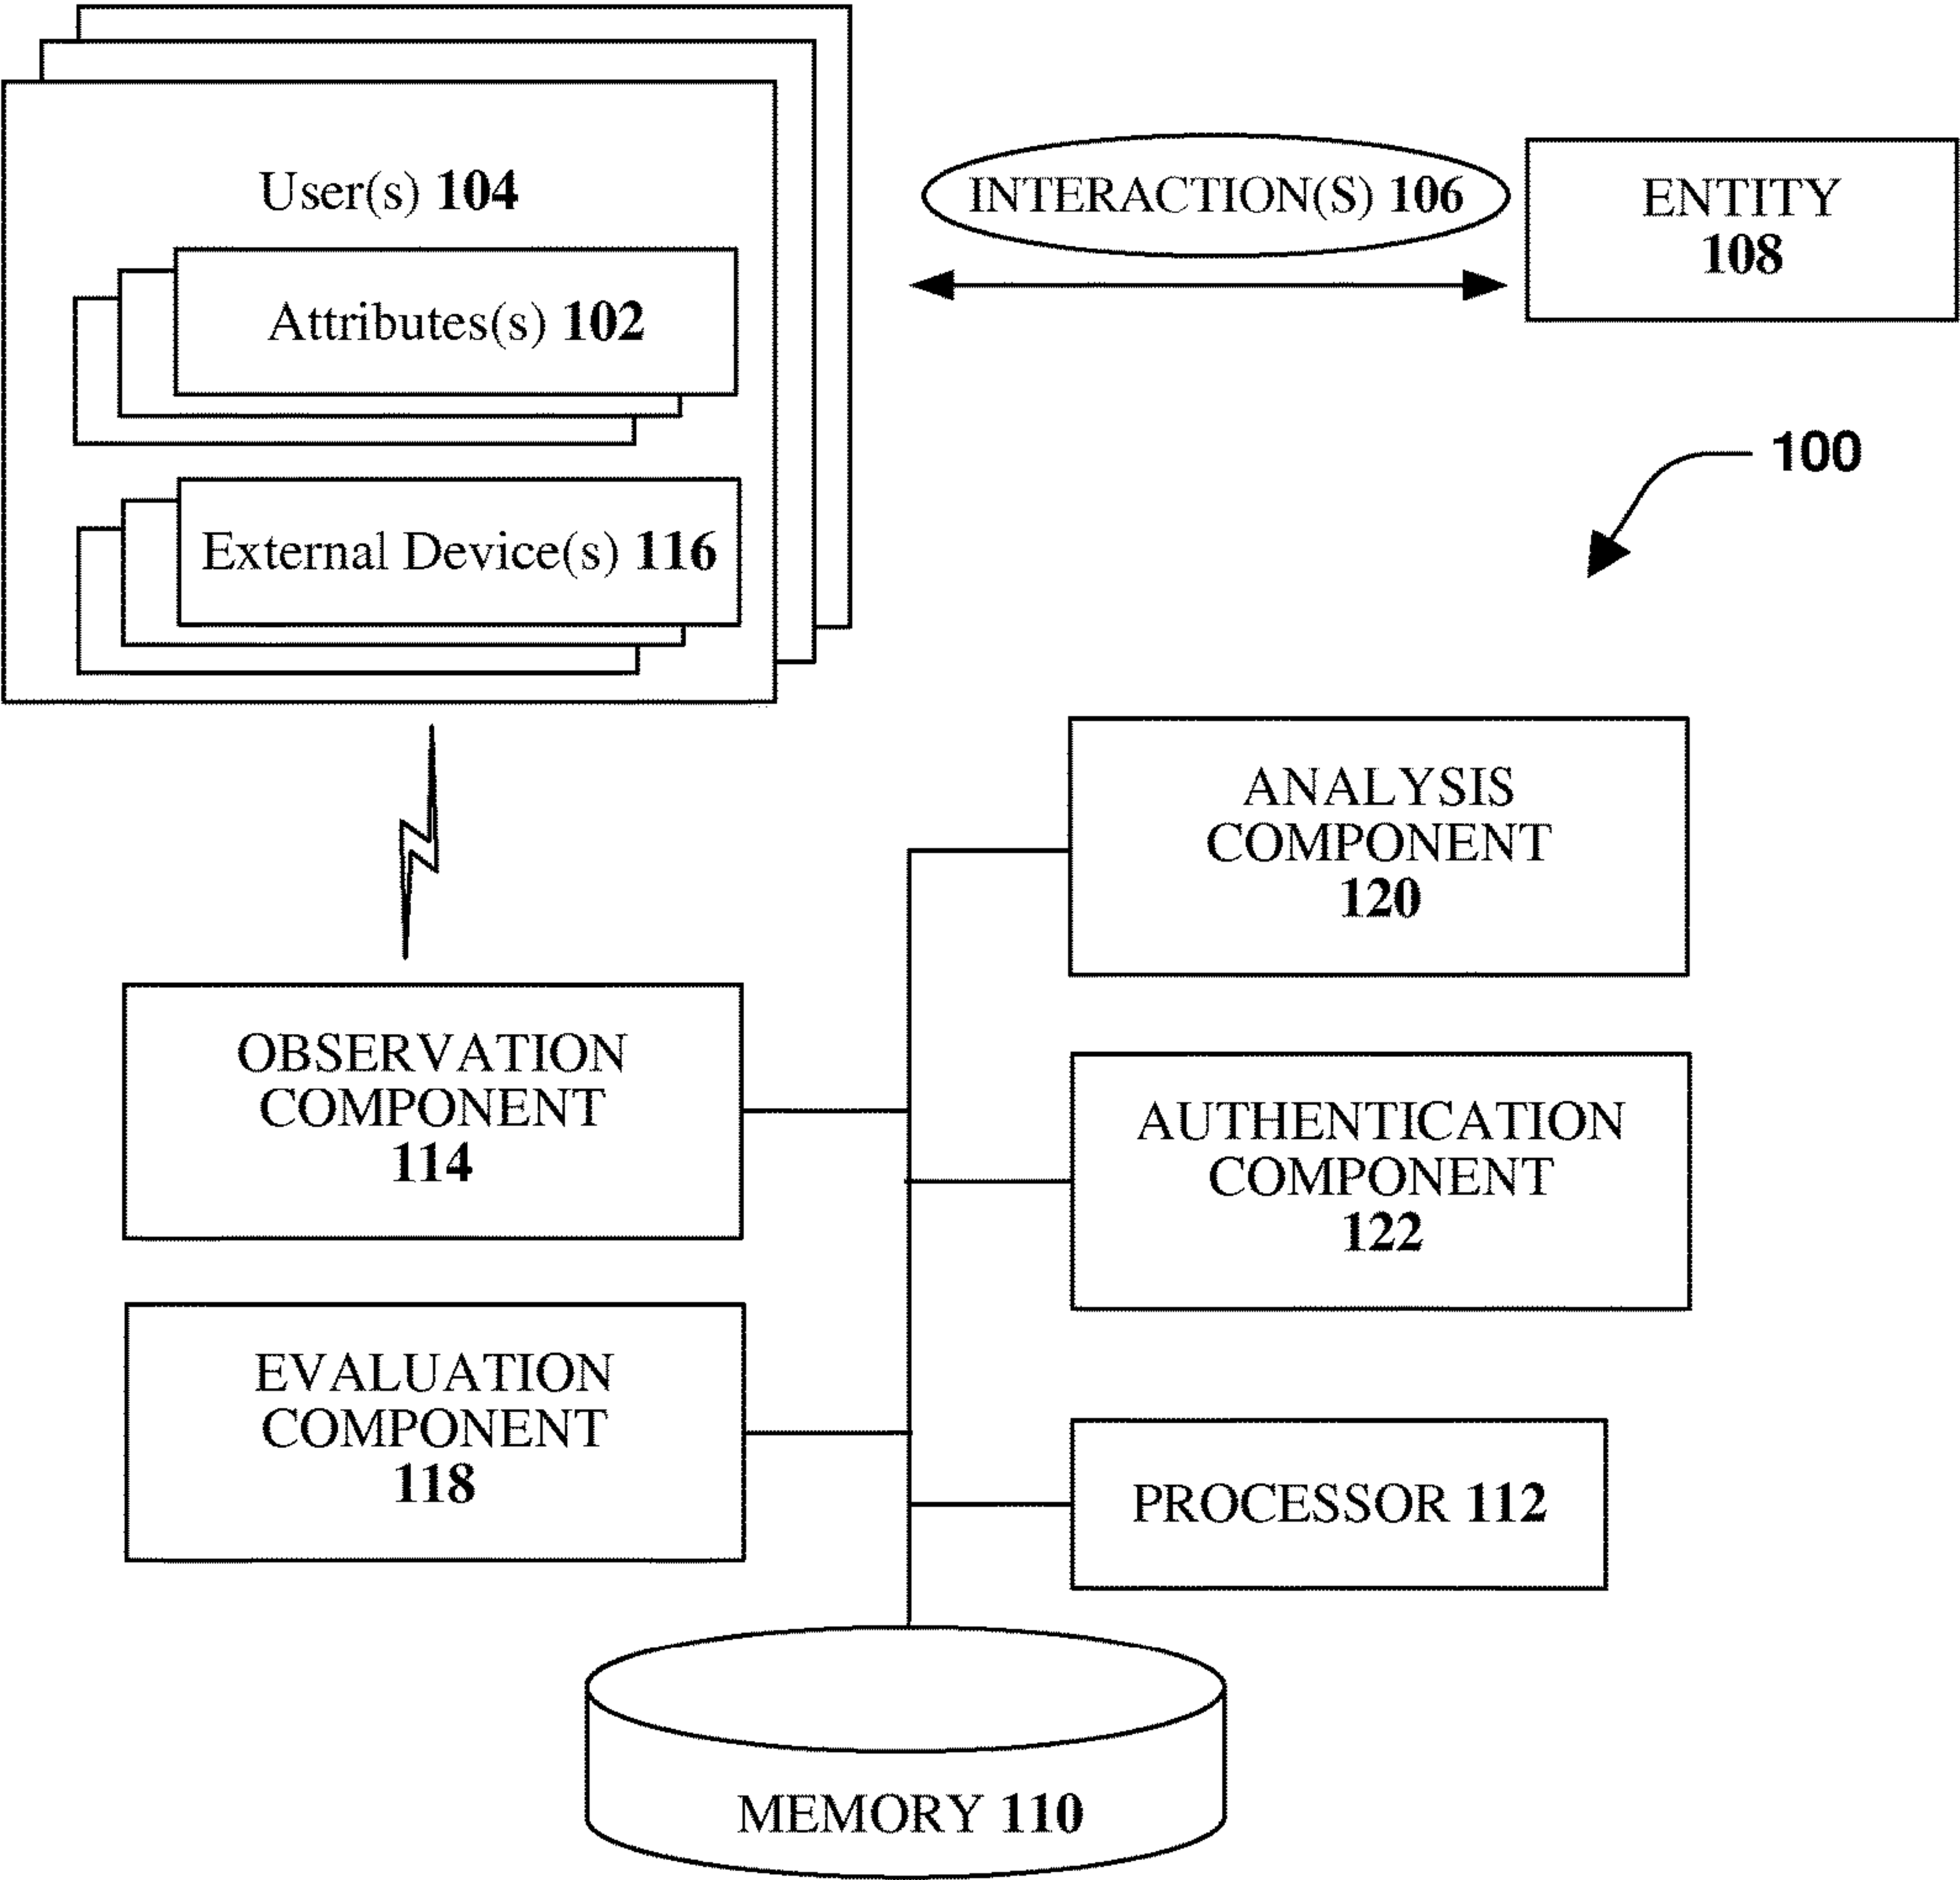 User(s) 104
Attributes(s) 102
External Device(s) 116
INTERACTION(S) 106
ENTITY
108
100
ANALYSIS
COMPONENT
120
OBSERVATION
COMPONENT
114
AUTHENTICATION
COMPONENT
122
EVALUATION
COMPONENT
118
PROCESSOR 112
MEMORY 110